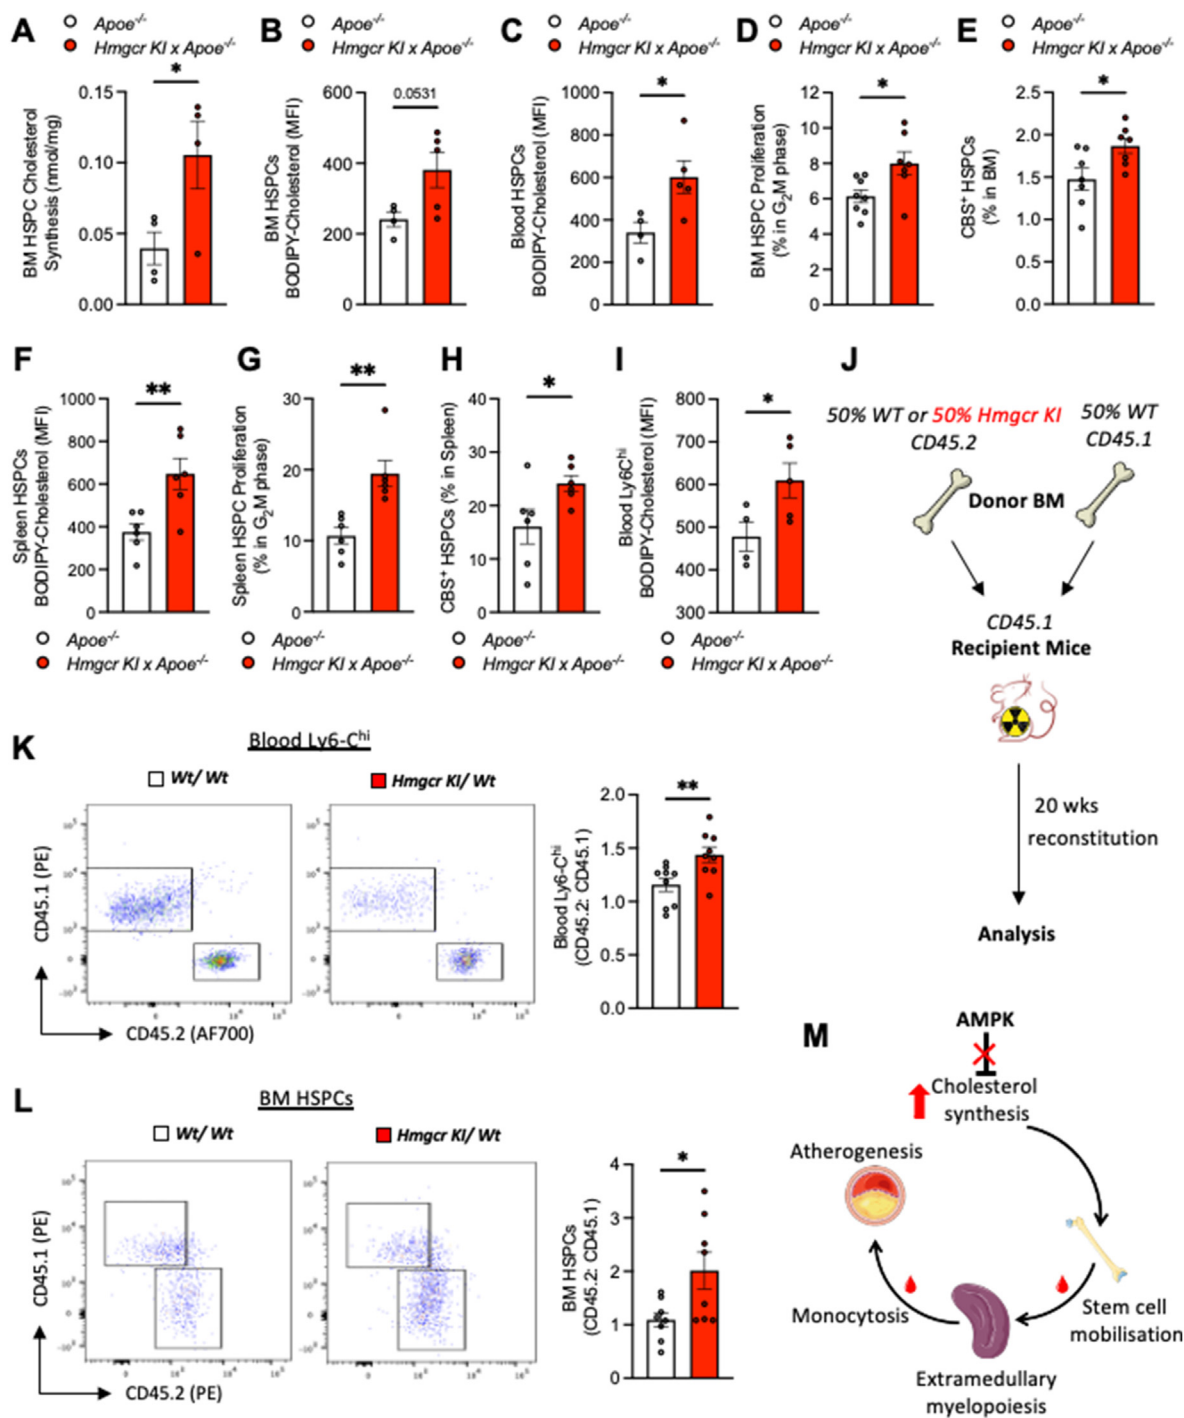 A
Apoe-/-
Hmgcr KI x Apoe-/-
*
BM HSPC Cholesterol
Synthesis (nmol/mg)
0.15
0.10
0.05
0.00
B
Apoe-/-
Hmgcr KI x Apoe-/-
0.0531
BM HSPCs
BODIPY-Cholesterol (MFI)
600
400
200
0
C
Apoe-/-
Hmgcr KI x Apoe-/-
*
Blood HSPCs
BODIPY-Cholesterol (MFI)
1000
800
600
400
200
0
D
Apoe-/-
Hmgcr KI x Apoe-/-
*
BM HSPC Proliferation
(% in G2M phase)
12
10
8
6
4
2
0
E
Apoe-/-
Hmgcr KI x Apoe-/-
*
CBS+ HSPCs
(% in BM)
2.5
2.0
1.5
1.0
0.5
0.0
F
**
Spleen HSPCs
BODIPY-Cholesterol (MFI)
1000
800
600
400
200
0
Apoe-/-
Hmgcr KI x Apoe-/-
G
**
Spleen HSPC Proliferation
(% in G2M phase)
30
20
10
0
Apoe-/-
Hmgcr KI x Apoe-/-
H
*
CBS+ HSPCs (% in Spleen)
40
30
20
10
0
Apoe-/-
Hmgcr KI x Apoe-/-
I
*
Blood Ly6Chi
BODIPY-Cholesterol (MFI)
800
700
600
500
400
300
Apoe-/-
Hmgcr KI x Apoe-/-
J
50% WT or 50% Hmgcr KI
CD45.2
50% WT
CD45.1
Donor BM
CD45.1
Recipient Mice
20 wks
reconstitution
Analysis
K
Blood Ly6-Chi
Wt/ Wt
Hmgcr KI/ Wt
CD45.1 (PE)
CD45.2 (AF700)
**
Blood Ly6-Chi
(CD45.2: CD45.1)
2.0
1.5
1.0
0.5
0.0
L
BM HSPCs
Wt/ Wt
Hmgcr KI/ Wt
CD45.1 (PE)
CD45.2 (PE)
*
BM HSPCs
(CD45.2: CD45.1)
4
3
2
1
0
M
AMPK
Cholesterol
synthesis
Atherogenesis
Monocytosis
Stem cell
mobilisation
Extramedullary
myelopoiesis